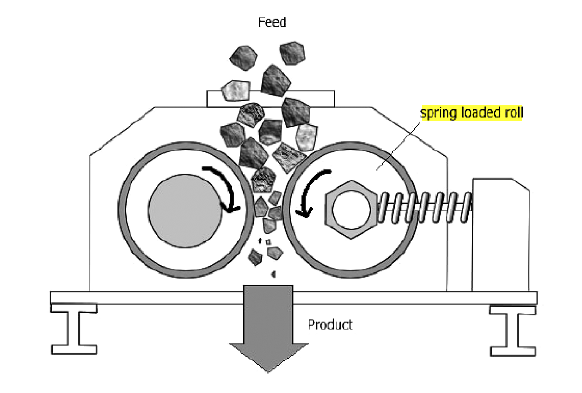 Feed
spring loaded roll
Product